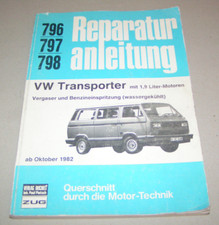 796
797
798
Reparatur
anleitung
VW Transporter mit 1,9 Liter-Motoren
Vergaser und Benzineinspritzung (wassergekühlt)
ab Oktober 1982
ZUG
Querschnitt
durch die Motor-Technik